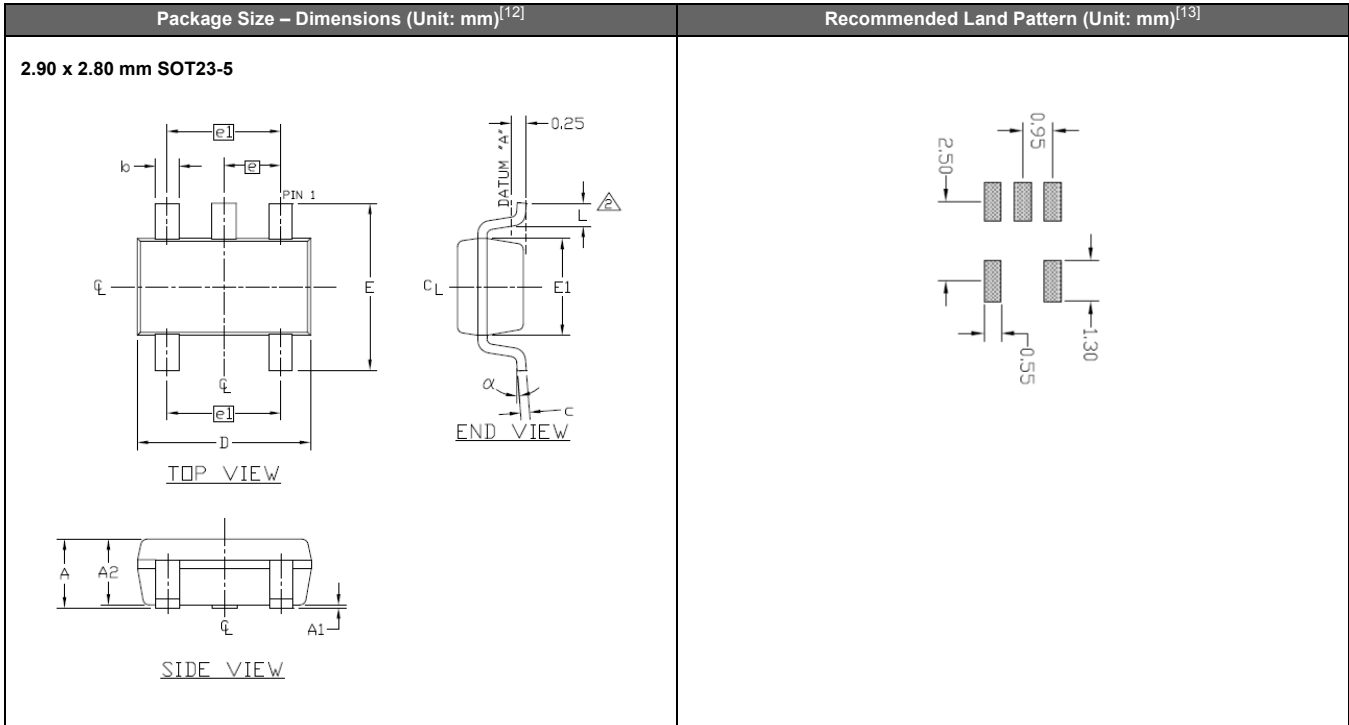 Package Size – Dimensions (Unit: mm)[12]
Recommended Land Pattern (Unit: mm)[13]
2.90 x 2.80 mm SOT23-5
e1
b
e
PIN 1
E
C L
C L
e1
D
TOP VIEW
DATUM "A"
0.25
2
L
C L
E1
α
c
END VIEW
A
A2
C L
A1
SIDE VIEW
0.95
2.50
1.30
0.55